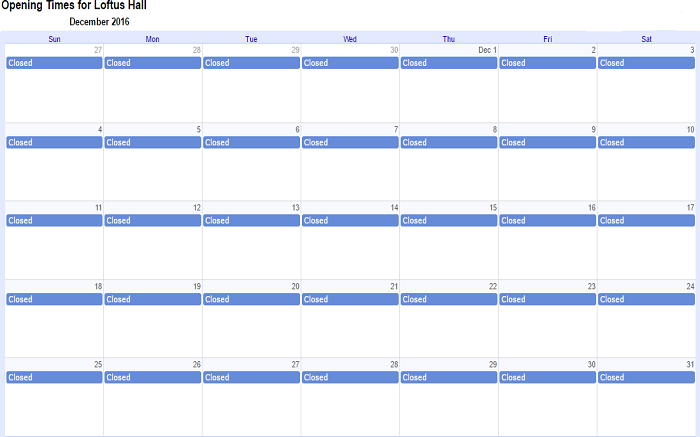 Opening Times for Loftus Hall
December 2016
Sun Mon Tue Wed Thu Fri Sat
27 28 29 30 Dec 1 2 3
Closed Closed Closed Closed Closed Closed Closed
4 5 6 7 8 9 10
Closed Closed Closed Closed Closed Closed Closed
11 12 13 14 15 16 17
Closed Closed Closed Closed Closed Closed Closed
18 19 20 21 22 23 24
Closed Closed Closed Closed Closed Closed Closed
25 26 27 28 29 30 31
Closed Closed Closed Closed Closed Closed Closed